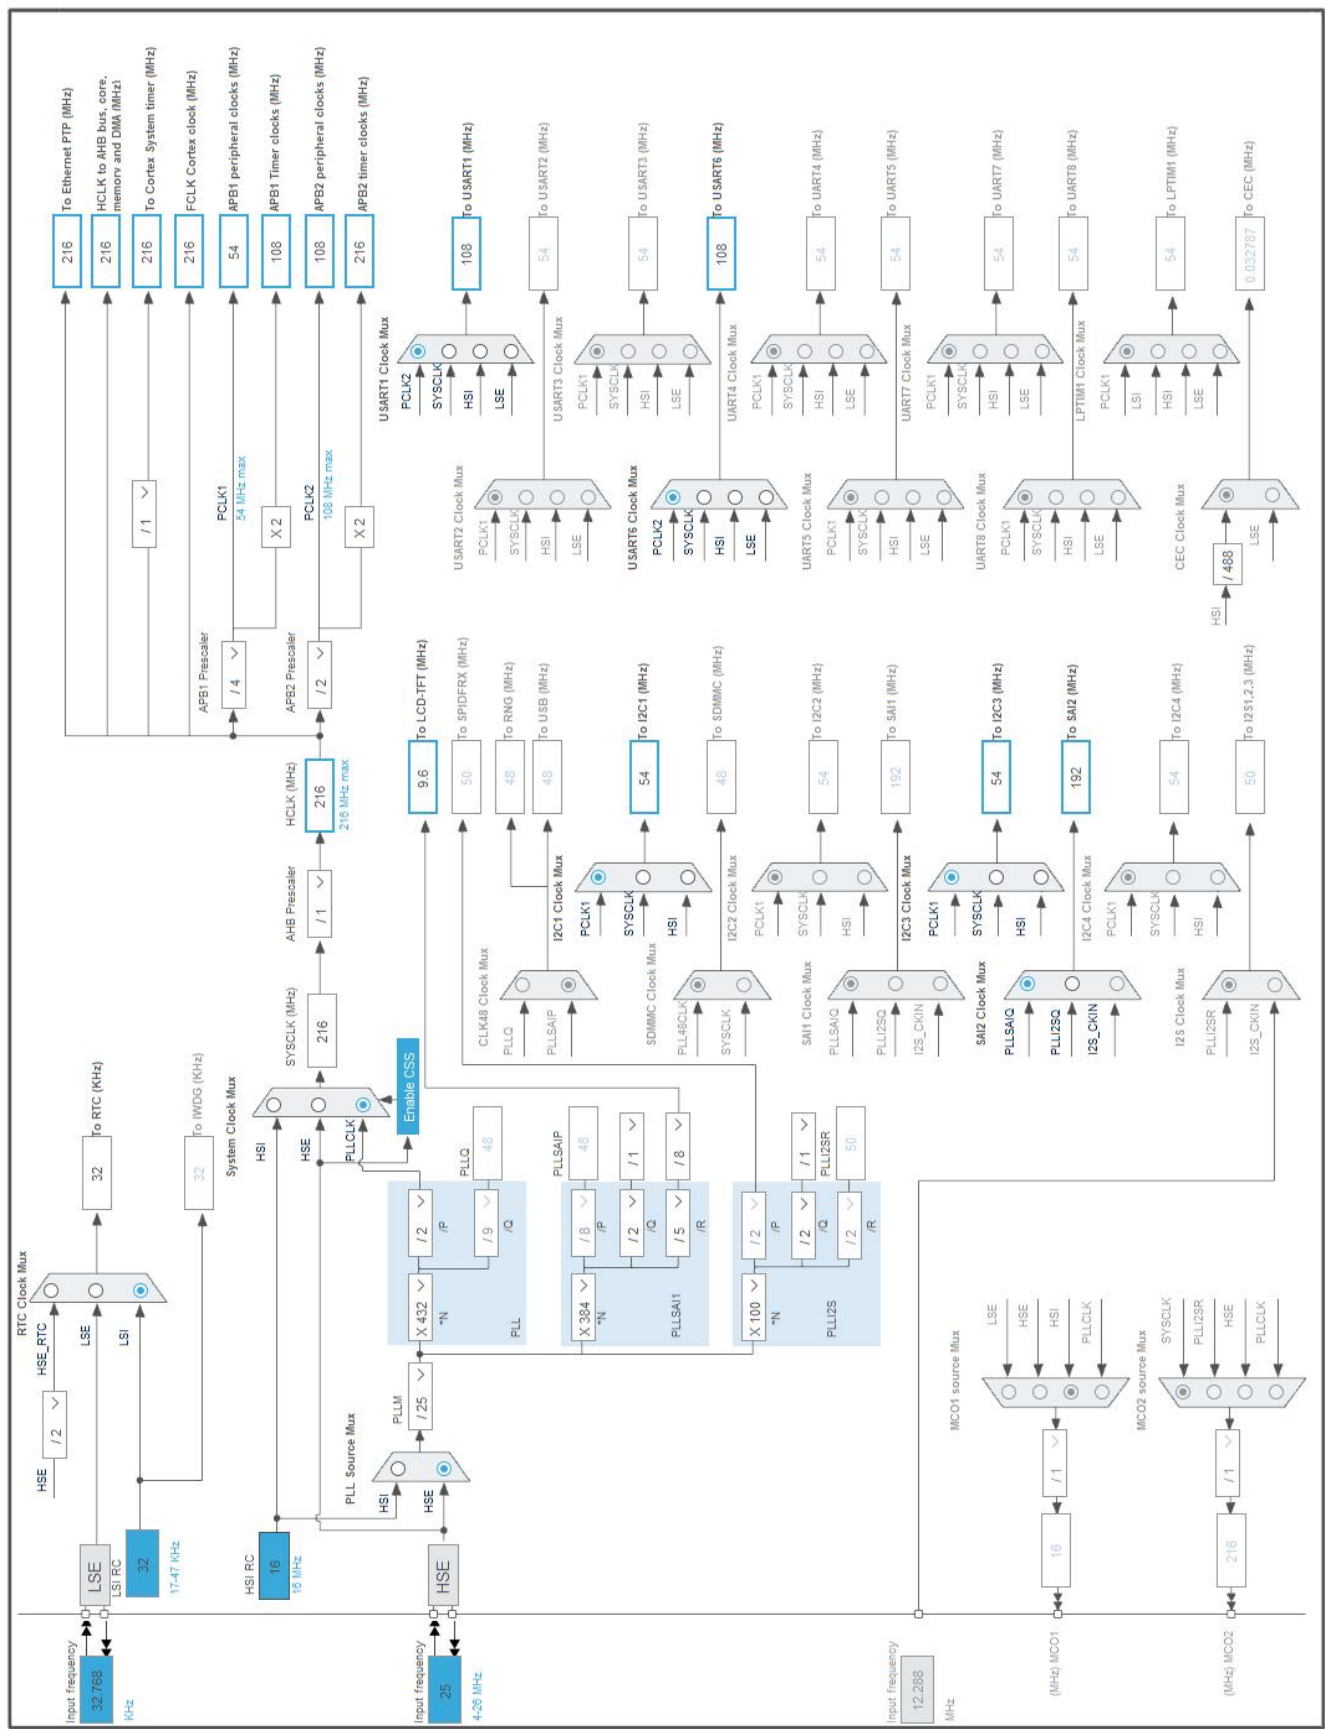 Input frequency
32.768
KHz
LSE
LSI RC
32
17-47 KHz
HSE
/ 2
HSE_RTC
LSE
LSI
RTC Clock Mux
32
To RTC (KHz)
32
To IWDG (KHz)
Input frequency
25
4-26 MHz
HSE
HSI RC
16
16 MHz
PLL Source Mux
HSI
HSE
PLLM
/ 25
X 432
*N
PLL
/ 2
/P
/ 9
/Q
PLLQ
48
X 384
*N
PLLSAI1
/ 8
/P
/ 2
/Q
/ 5
/R
PLLSAIP
48
/ 1
/ 8
X 100
*N
PLLI2S
/ 2
/P
/ 2
/Q
/ 2
/R
/ 1
PLLI2SR
50
System Clock Mux
HSI
HSE
PLLCLK
Enable CSS
SYSCLK (MHz)
216
AHB Prescaler
/ 1
HCLK (MHz)
216
216 MHz max
APB1 Prescaler
/ 4
APB2 Prescaler
/ 2
/ 1
PCLK1
54 MHz max
X 2
PCLK2
108 MHz max
X 2
216
To Ethernet PTP (MHz)
216
HCLK to AHB bus, core,
memory and DMA (MHz)
216
To Cortex System timer (MHz)
216
FCLK Cortex clock (MHz)
54
APB1 peripheral clocks (MHz)
108
APB1 Timer clocks (MHz)
108
APB2 peripheral clocks (MHz)
216
APB2 timer clocks (MHz)
9.6
To LCD-TFT (MHz)
50
To SPIDFRX (MHz)
48
To RNG (MHz)
48
To USB (MHz)
CLK48 Clock Mux
PLLQ
PLLSAIP
I2C1 Clock Mux
PCLK1
SYSCLK
HSI
54
To I2C1 (MHz)
SDMMC Clock Mux
PLL48CLK
SYSCLK
48
To SDMMC (MHz)
I2C2 Clock Mux
PCLK1
SYSCLK
HSI
54
To I2C2 (MHz)
SAI1 Clock Mux
PLLSAIQ
PLLI2SQ
I2S_CKIN
192
To SAI1 (MHz)
I2C3 Clock Mux
PCLK1
SYSCLK
HSI
54
To I2C3 (MHz)
SAI2 Clock Mux
PLLSAIQ
PLLI2SQ
I2S_CKIN
192
To SAI2 (MHz)
I2C4 Clock Mux
PCLK1
SYSCLK
HSI
54
To I2C4 (MHz)
I2S Clock Mux
PLLI2SR
I2S_CKIN
50
To I2S1,2,3 (MHz)
USART1 Clock Mux
PCLK2
SYSCLK
HSI
LSE
108
To USART1 (MHz)
USART2 Clock Mux
PCLK1
SYSCLK
HSI
LSE
54
To USART2 (MHz)
USART3 Clock Mux
PCLK1
SYSCLK
HSI
LSE
54
To USART3 (MHz)
USART6 Clock Mux
PCLK2
SYSCLK
HSI
LSE
108
To USART6 (MHz)
UART4 Clock Mux
PCLK1
SYSCLK
HSI
LSE
54
To UART4 (MHz)
UART5 Clock Mux
PCLK1
SYSCLK
HSI
LSE
54
To UART5 (MHz)
UART7 Clock Mux
PCLK1
SYSCLK
HSI
LSE
54
To UART7 (MHz)
UART8 Clock Mux
PCLK1
SYSCLK
HSI
LSE
54
To UART8 (MHz)
LPTIM1 Clock Mux
PCLK1
LSI
HSI
LSE
54
To LPTIM1 (MHz)
CEC Clock Mux
HSI
/ 488
LSE
0.032787
To CEC (MHz)
Input frequency
12.288
MHz
MCO1 source Mux
LSE
HSE
HSI
PLLCLK
/ 1
16
(MHz) MCO1
MCO2 source Mux
SYSCLK
PLLI2SR
HSE
PLLCLK
/ 1
216
(MHz) MCO2